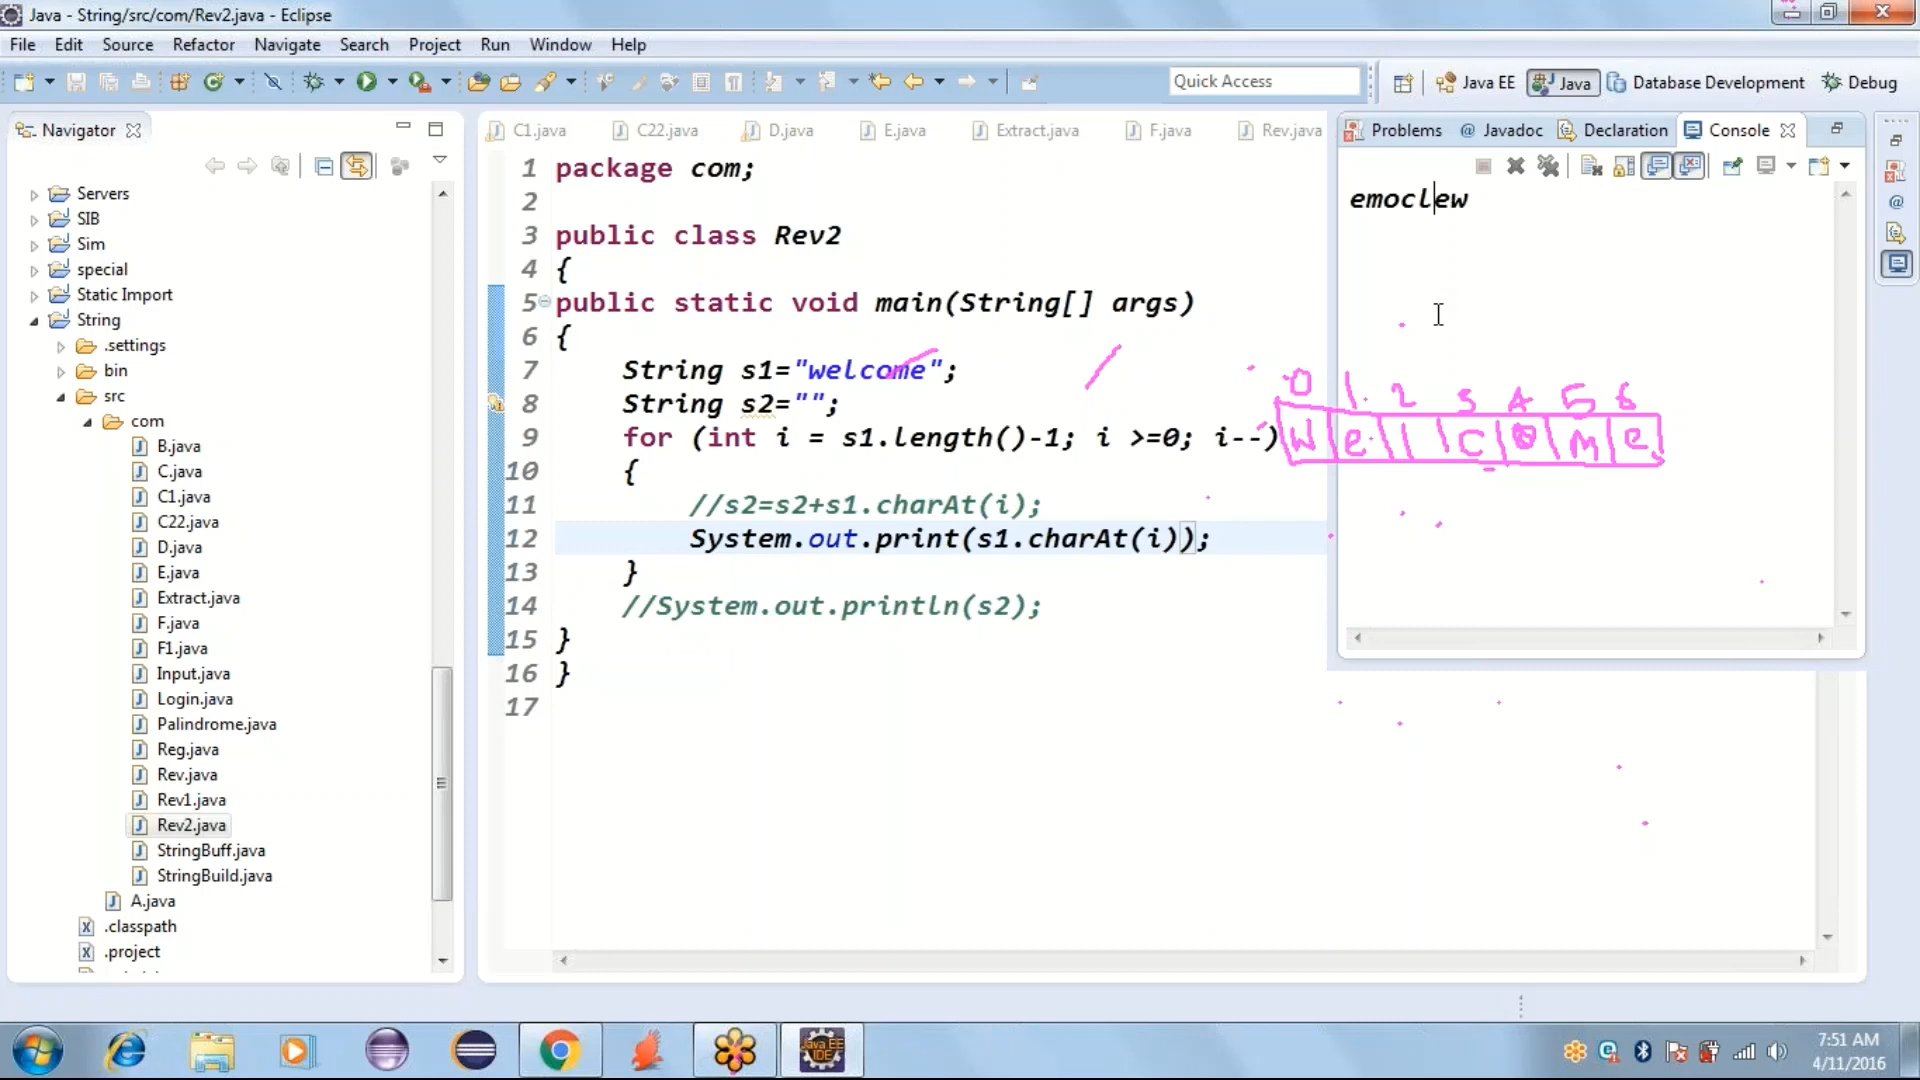 Java - String/src/com/Rev2.java - Eclipse
File Edit Source Refactor Navigate Search Project Run Window Help
Quick Access
Java EE
Java
Database Development
Debug
Navigator
Servers
SIB
Sim
special
Static Import
String
.settings
bin
src
com
B.java
C.java
C1.java
C22.java
D.java
E.java
Extract.java
F.java
F1.java
Input.java
Login.java
Palindrome.java
Reg.java
Rev.java
Rev1.java
Rev2.java
StringBuff.java
StringBuild.java
A.java
.classpath
.project
C1.java C22.java D.java E.java Extract.java F.java Rev.java
1 package com;
2
3 public class Rev2
4 {
5 public static void main(String[] args)
6 {
7 String s1="welcome";
8 String s2="";
9 for (int i = s1.length()-1; i >=0; i--)
10 {
11 //s2=s2+s1.charAt(i);
12 System.out.print(s1.charAt(i));
13 }
14 //System.out.println(s2);
15 }
16 }
17
Problems Javadoc Declaration Console
emoclew
0 1 2 3 4 5 6
W e l c o m e
Java EE
IDE
7:51 AM
4/11/2016